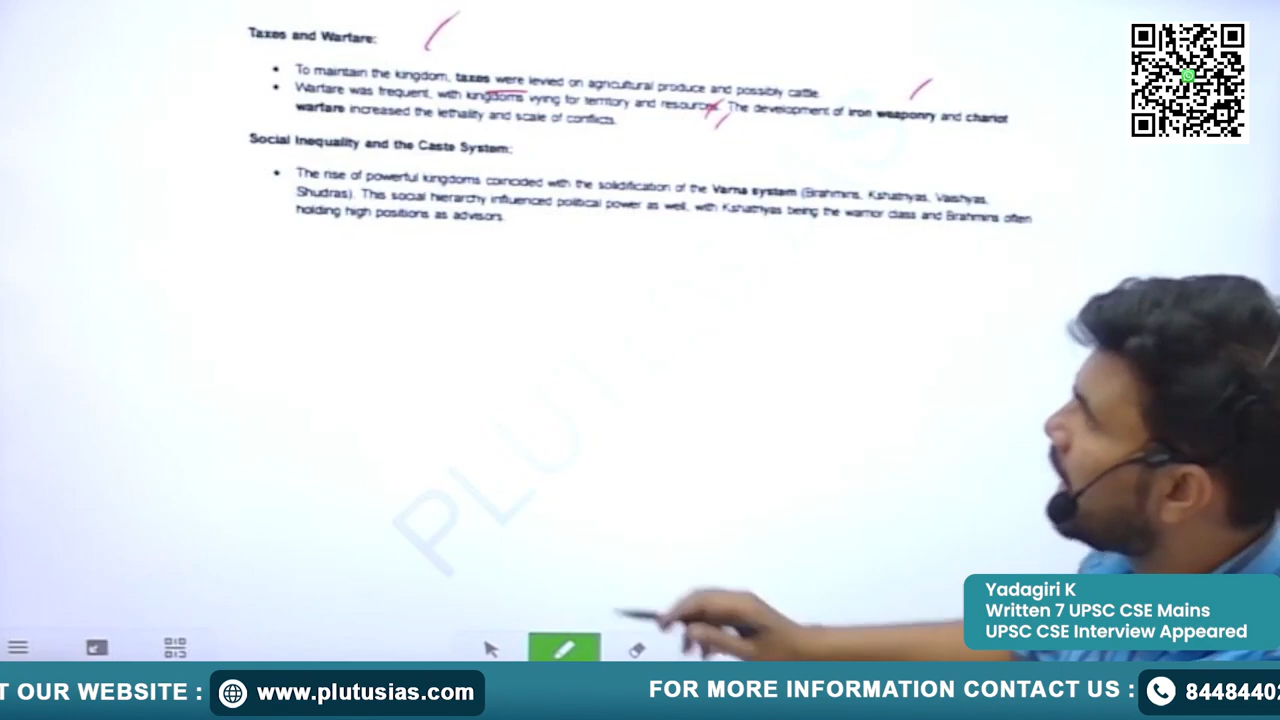 Taxes and Warfare:
• To maintain the kingdom, taxes were levied on agricultural produce and possibly cattle.
• Warfare was frequent, with kingdoms vying for territory and resources. The development of iron weaponry and chariot
warfare increased the lethality and scale of conflicts.
Social Inequality and the Caste System:
• The rise of powerful kingdoms coincided with the solidification of the Varna system (Brahmins, Kshatriyas, Vaishyas,
Shudras). This social hierarchy influenced political power as well, with Kshatriyas being the warrior class and Brahmins often
holding high positions as advisors.
PLUTUS IAS
Yadagiri K
Written 7 UPSC CSE Mains
UPSC CSE Interview Appeared
T OUR WEBSITE : www.plutusias.com FOR MORE INFORMATION CONTACT US : 8448440